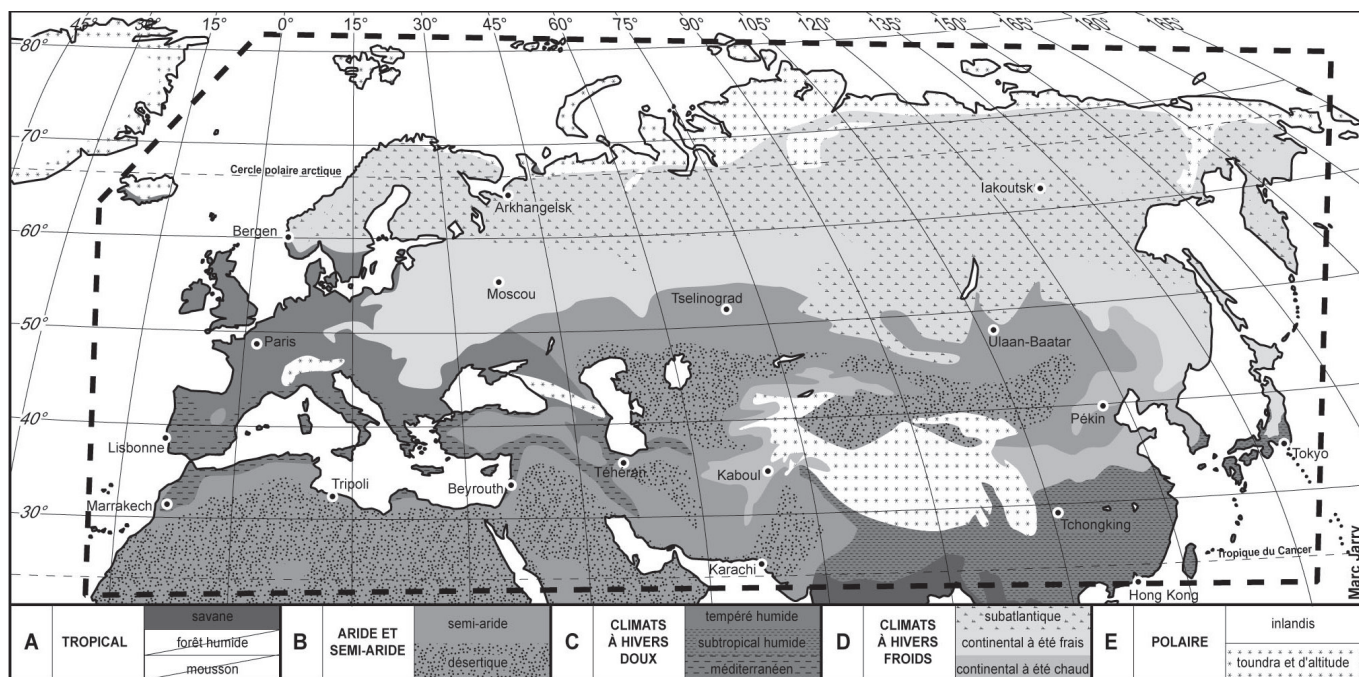 45° 30° 15° 0° 15° 30° 45° 60° 75° 90° 105° 120° 135° 150° 165° 180° 165°
80°
70°
Cercle polaire arctique
Iakoutsk
Arkhangelsk
60°
Bergen
Moscou
Tselinograd
50°
Paris
Ulaan-Baatar
40°
Pékin
Lisbonne
Tokyo
Téhéran
Kaboul
Tripoli
Beyrouth
Marrakech
30°
Tchongking
Tropique du Cancer
Karachi
Hong Kong
Marc Jarry
A TROPICAL
savane
forêt humide
mousson
B ARIDE ET
SEMI-ARIDE
semi-aride
désertique
C CLIMATS
À HIVERS
DOUX
tempéré humide
subtropical humide
méditerranéen
D CLIMATS
À HIVERS
FROIDS
subatlantique
continental à été frais
continental à été chaud
E POLAIRE
inlandis
toundra et d'altitude